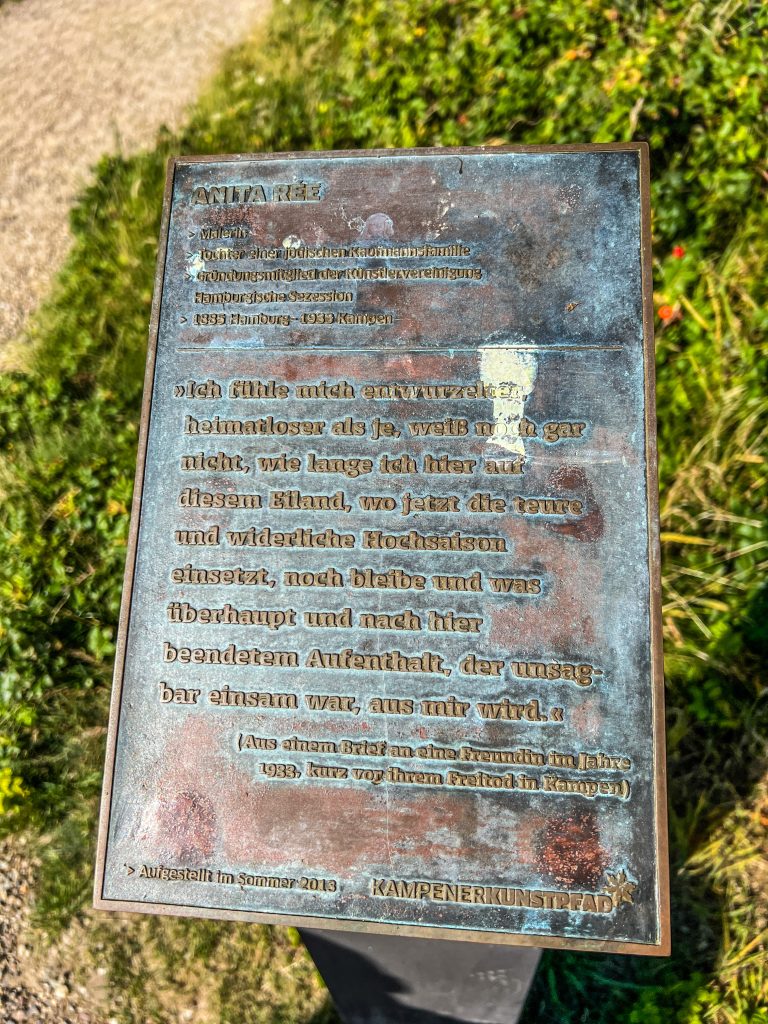 ANITA RÉE
> Malerin
Tochter einer jüdischen Kaufmannsfamilie
Gründungsmitglied der Künstlervereinigung
Hamburgische Sezession
> 1885 Hamburg – 1933 Kampen
»Ich fühle mich entwurzelter,
heimatloser als je, weiß noch gar
nicht, wie lange ich hier auf
diesem Eiland, wo jetzt die teure
und widerliche Hochsaison
einsetzt, noch bleibe und was
überhaupt und nach hier
beendetem Aufenthalt, der unsag-
bar einsam war, aus mir wird.«
(Aus einem Brief an eine Freundin im Jahre
1933, kurz vor ihrem Freitod in Kampen)
> Aufgestellt im Sommer 2013 KAMPENERKUNSTPFAD